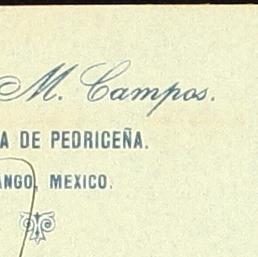 M. Campos.
A DE PEDRICEÑA.
ANGO, MEXICO.